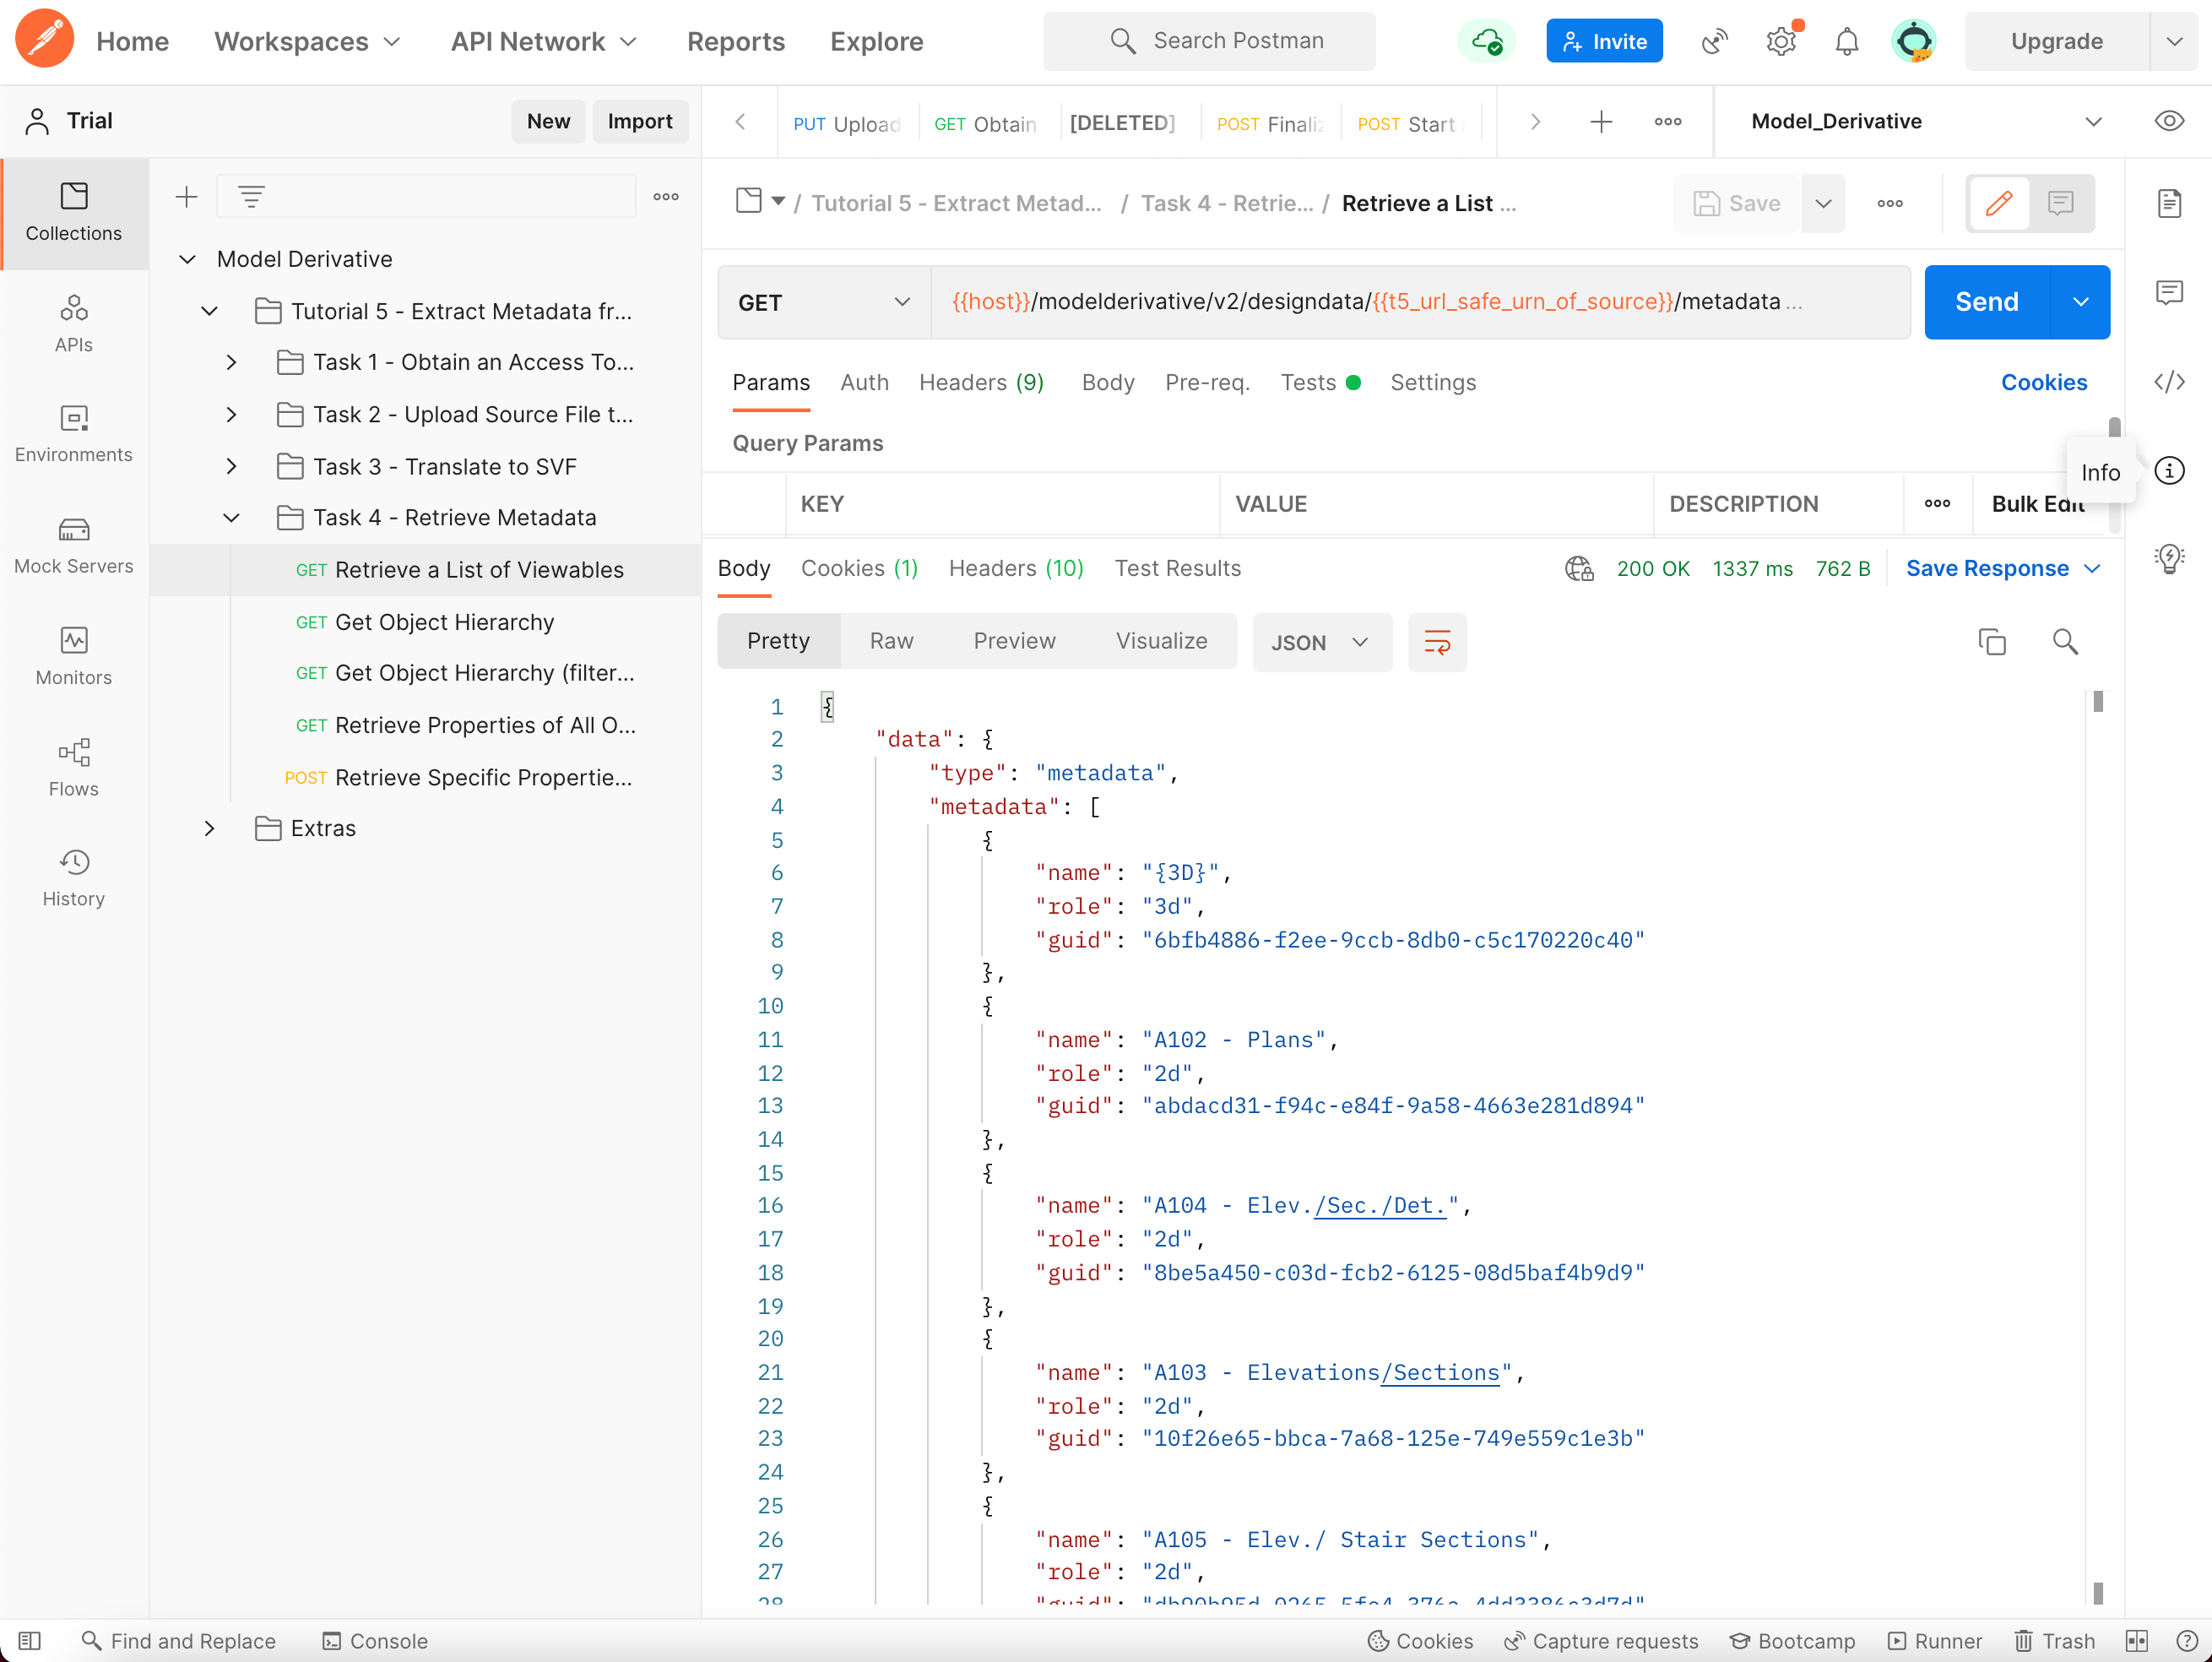 Home Workspaces API Network Reports Explore Search Postman Invite Upgrade
Trial New Import PUT Upload GET Obtain [DELETED] POST Finaliz POST Start Model_Derivative
/ Tutorial 5 - Extract Metad... / Task 4 - Retrie... / Retrieve a List ... Save
Collections
APIs
Environments
Mock Servers
Monitors
Flows
History
Model Derivative
Tutorial 5 - Extract Metadata fr...
Task 1 - Obtain an Access To...
Task 2 - Upload Source File t...
Task 3 - Translate to SVF
Task 4 - Retrieve Metadata
GET Retrieve a List of Viewables
GET Get Object Hierarchy
GET Get Object Hierarchy (filter...
GET Retrieve Properties of All O...
POST Retrieve Specific Propertie...
Extras
GET {{host}}/modelderivative/v2/designdata/{{t5_url_safe_urn_of_source}}/metadata ... Send
Params Auth Headers (9) Body Pre-req. Tests Settings Cookies
Query Params
Info
KEY VALUE DESCRIPTION Bulk Edit
Body Cookies (1) Headers (10) Test Results 200 OK 1337 ms 762 B Save Response
Pretty Raw Preview Visualize JSON
1 {
2 "data": {
3 "type": "metadata",
4 "metadata": [
5 {
6 "name": "{3D}",
7 "role": "3d",
8 "guid": "6bfb4886-f2ee-9ccb-8db0-c5c170220c40"
9 },
10 {
11 "name": "A102 - Plans",
12 "role": "2d",
13 "guid": "abdacd31-f94c-e84f-9a58-4663e281d894"
14 },
15 {
16 "name": "A104 - Elev./Sec./Det.",
17 "role": "2d",
18 "guid": "8be5a450-c03d-fcb2-6125-08d5baf4b9d9"
19 },
20 {
21 "name": "A103 - Elevations/Sections",
22 "role": "2d",
23 "guid": "10f26e65-bbca-7a68-125e-749e559c1e3b"
24 },
25 {
26 "name": "A105 - Elev./ Stair Sections",
27 "role": "2d",
28 "guid":
Find and Replace Console Cookies Capture requests Bootcamp Runner Trash